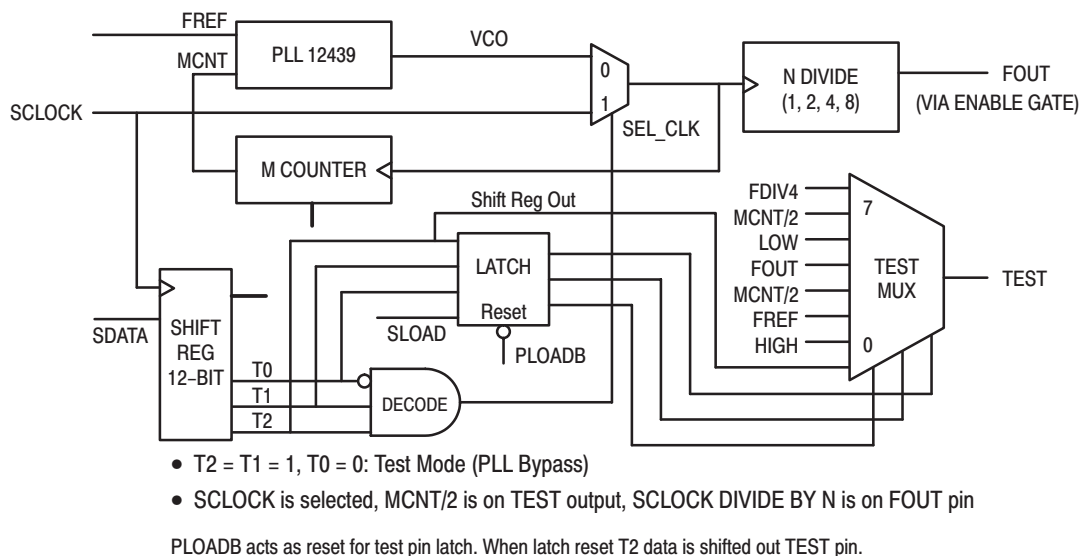 FREF
MCNT
PLL 12439
VCO
0
1
SCLOCK
SEL_CLK
N DIVIDE
(1, 2, 4, 8)
FOUT
(VIA ENABLE GATE)
M COUNTER
Shift Reg Out
LATCH
Reset
SLOAD
PLOADB
SDATA
SHIFT
REG
12–BIT
T0
T1
T2
DECODE
FDIV4
MCNT/2
LOW
FOUT
MCNT/2
FREF
HIGH
7
TEST
MUX
0
TEST
• T2 = T1 = 1, T0 = 0: Test Mode (PLL Bypass)
• SCLOCK is selected, MCNT/2 is on TEST output, SCLOCK DIVIDE BY N is on FOUT pin
PLOADB acts as reset for test pin latch. When latch reset T2 data is shifted out TEST pin.